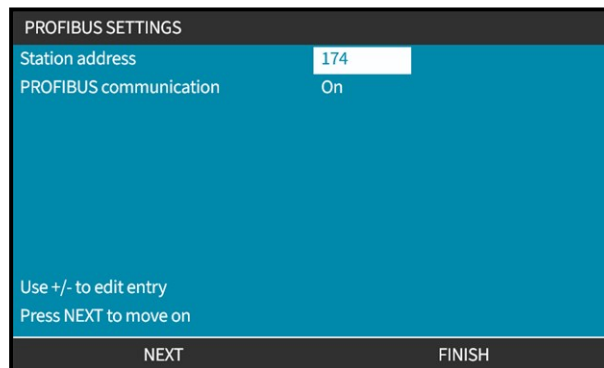 PROFIBUS SETTINGS
Station address 174
PROFIBUS communication On
Use +/- to edit entry
Press NEXT to move on
NEXT FINISH